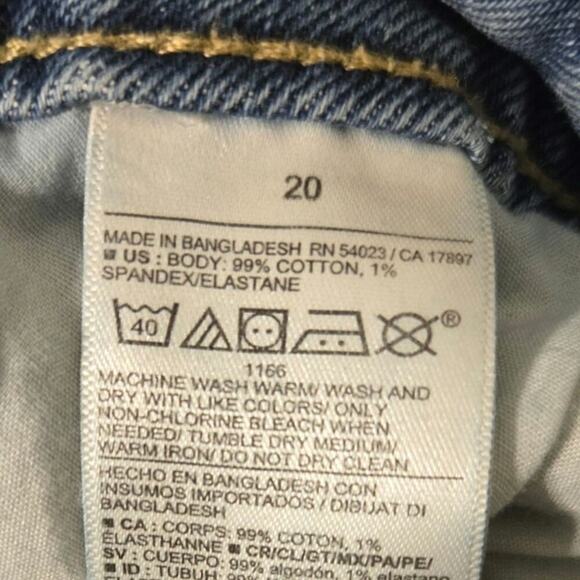 20
MADE IN BANGLADESH RN 54023 / CA 17897
US : BODY: 99% COTTON, 1%
SPANDEX/ELASTANE
40 ®
1166
MACHINE WASH WARM/ WASH AND
DRY WITH LIKE COLORS/ ONLY
NON-CHLORINE BLEACH WHEN
NEEDED/ TUMBLE DRY MEDIUM/
WARM IRON/ DO NOT DRY CLEAN
HECHO EN BANGLADESH CON
INSUMOS IMPORTADOS / DIBUAT DI
BANGLADESH
■ CA : CORPS: 99% COTON, 1%
ÉLASTHANNE ■ CR/CL/GT/MX/PA/PE/
SV : CUERPO: 99% algodón, 1% elastano
■ ID : TUBUH: 99%